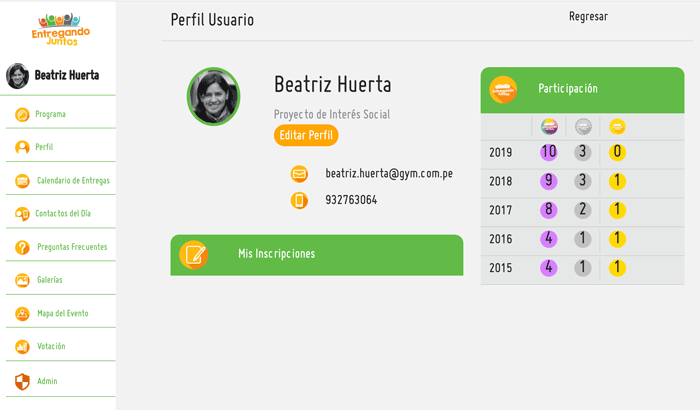 Entregando
Juntos
Beatriz Huerta
Programa
Perfil
Calendario de Entregas
Contactos del Día
Preguntas Frecuentes
Galerías
Mapa del Evento
Votación
Admin
Perfil Usuario
Regresar
Beatriz Huerta
Proyecto de Interés Social
Editar Perfil
beatriz.huerta@gym.com.pe
932763064
Mis Inscripciones
Participación
2019 10 3 0
2018 9 3 1
2017 8 2 1
2016 4 1 1
2015 4 1 1